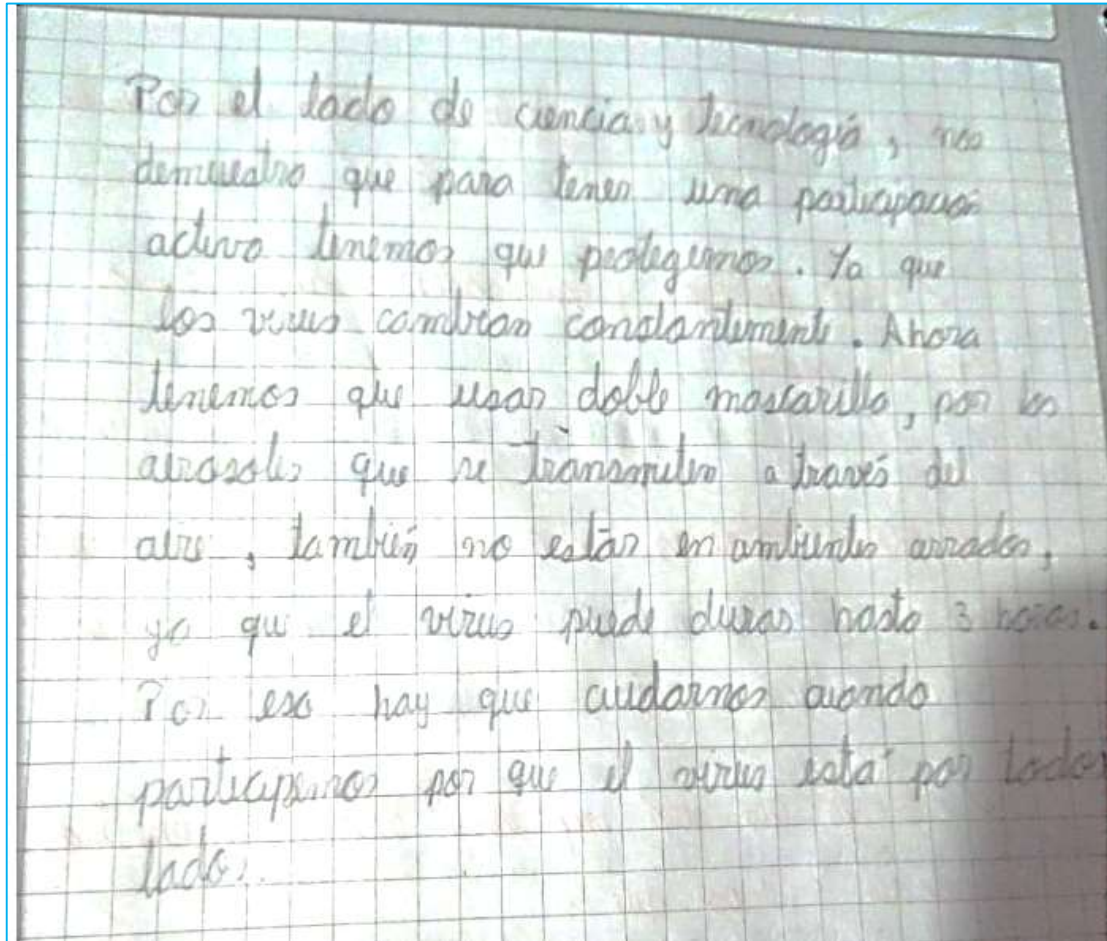 Por el lado de ciencia y tecnología, nos
demuestra que para tener una participación
activa tenemos que protegernos. Ya que
los virus cambian constantemente. Ahora
tenemos que usar doble mascarilla, por los
aerosoles que se transmiten a través del
aire, también no estar en ambientes cerrados,
ya que el virus puede durar hasta 3 horas.
Por eso hay que cuidarnos cuando
participemos por que el virus está por todos
lados.